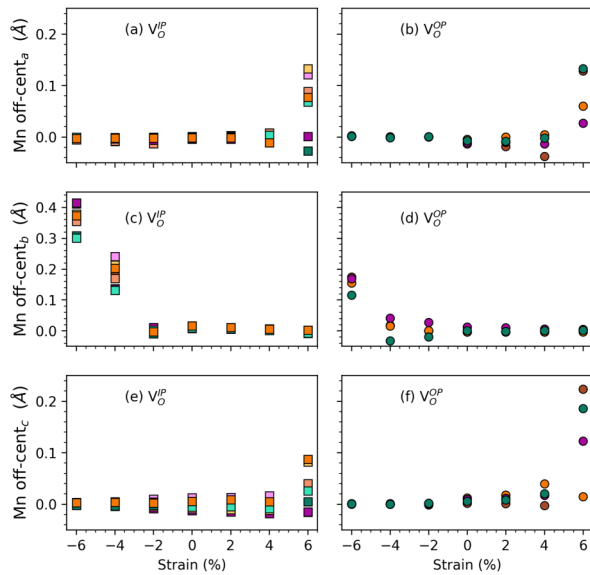 (a) V_O^IP
(b) V_O^OP
Mn off-cent_a (Å)
0.2
0.1
0.0
(c) V_O^IP
(d) V_O^OP
Mn off-cent_b (Å)
0.4
0.3
0.2
0.1
0.0
(e) V_O^IP
(f) V_O^OP
Mn off-cent_c (Å)
0.2
0.1
0.0
−6 −4 −2 0 2 4 6
−6 −4 −2 0 2 4 6
Strain (%)
Strain (%)